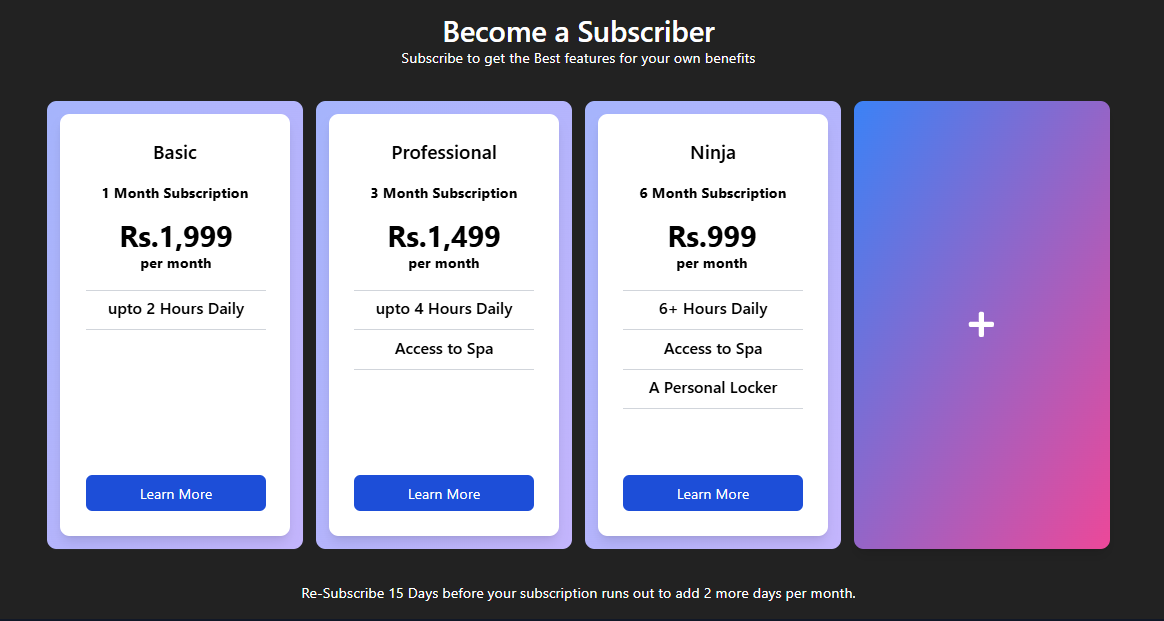 Become a Subscriber
Subscribe to get the Best features for your own benefits
Basic
1 Month Subscription
Rs.1,999
per month
upto 2 Hours Daily
Learn More
Professional
3 Month Subscription
Rs.1,499
per month
upto 4 Hours Daily
Access to Spa
Learn More
Ninja
6 Month Subscription
Rs.999
per month
6+ Hours Daily
Access to Spa
A Personal Locker
Learn More
+
Re-Subscribe 15 Days before your subscription runs out to add 2 more days per month.